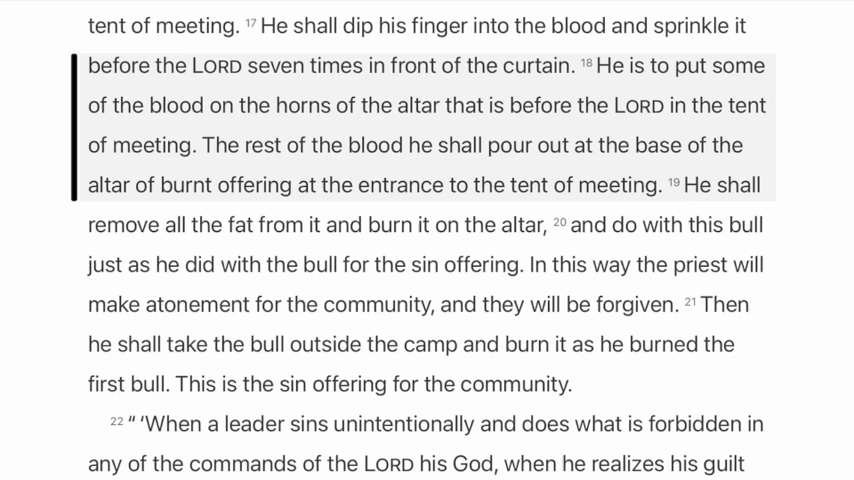 tent of meeting. 17 He shall dip his finger into the blood and sprinkle it
before the LORD seven times in front of the curtain. 18 He is to put some
of the blood on the horns of the altar that is before the LORD in the tent
of meeting. The rest of the blood he shall pour out at the base of the
altar of burnt offering at the entrance to the tent of meeting. 19 He shall
remove all the fat from it and burn it on the altar, 20 and do with this bull
just as he did with the bull for the sin offering. In this way the priest will
make atonement for the community, and they will be forgiven. 21 Then
he shall take the bull outside the camp and burn it as he burned the
first bull. This is the sin offering for the community.
22 “ ‘When a leader sins unintentionally and does what is forbidden in
any of the commands of the LORD his God, when he realizes his guilt